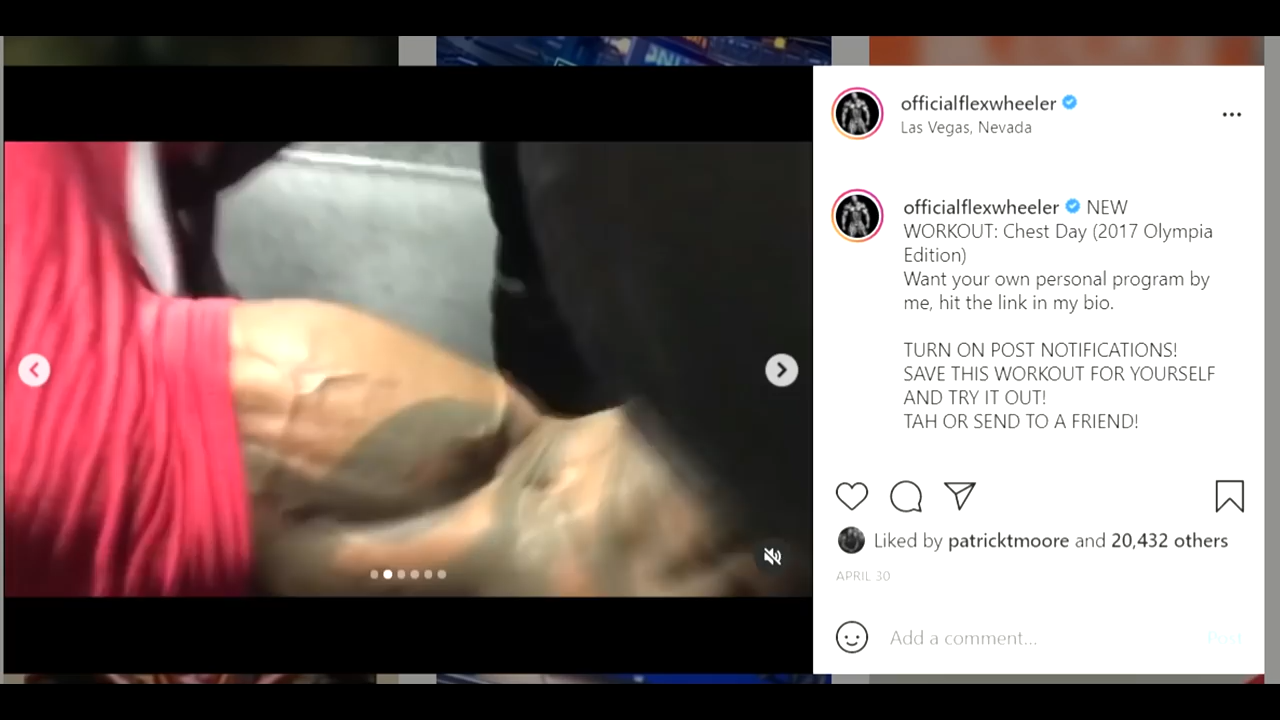 officialflexwheeler
Las Vegas, Nevada
officialflexwheeler NEW
WORKOUT: Chest Day (2017 Olympia
Edition)
Want your own personal program by
me, hit the link in my bio.
TURN ON POST NOTIFICATIONS!
SAVE THIS WORKOUT FOR YOURSELF
AND TRY IT OUT!
TAH OR SEND TO A FRIEND!
Liked by patricktmoore and 20,432 others
APRIL 30
Add a comment...
Post